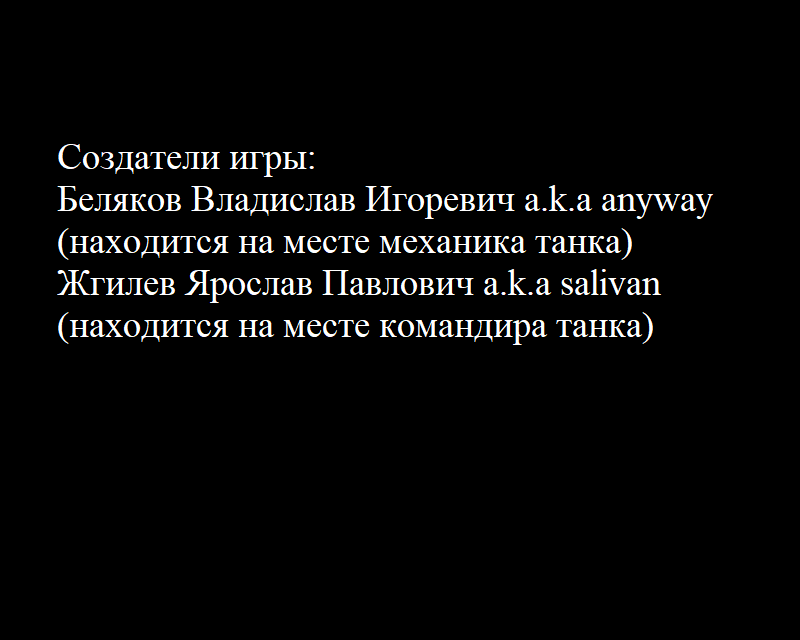 Создатели игры:
Беляков Владислав Игоревич a.k.a anyway
(находится на месте механика танка)
Жгилев Ярослав Павлович a.k.a salivan
(находится на месте командира танка)